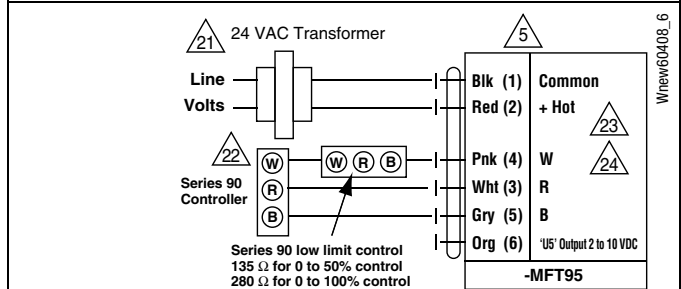 21 24 VAC Transformer
5
Wnew60408_6
Line
Volts
Blk (1) Common
Red (2) + Hot
23
22
W
R
B
W R B
Series 90
Controller
Pnk (4) W
24
Wht (3) R
Gry (5) B
Org (6) ‘U5’ Output 2 to 10 VDC
Series 90 low limit control
135 Ω for 0 to 50% control
280 Ω for 0 to 100% control
-MFT95